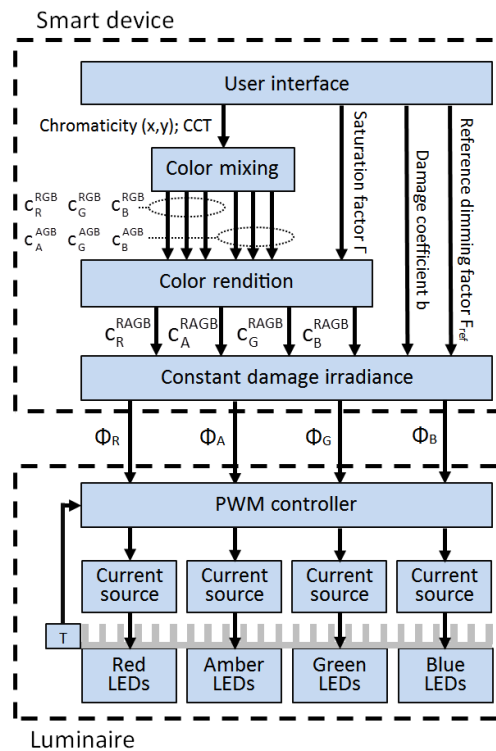 Smart device
User interface
Chromaticity (x,y); CCT
Saturation factor Γ
Damage coefficient b
Reference dimming factor F_ref
Color mixing
C_R^RGB C_G^RGB C_B^RGB
C_A^AGB C_G^AGB C_B^AGB
Color rendition
C_R^RAGB C_A^RAGB C_G^RAGB C_B^RAGB
Constant damage irradiance
Φ_R Φ_A Φ_G Φ_B
PWM controller
Current source
Current source
Current source
Current source
T
Red LEDs
Amber LEDs
Green LEDs
Blue LEDs
Luminaire